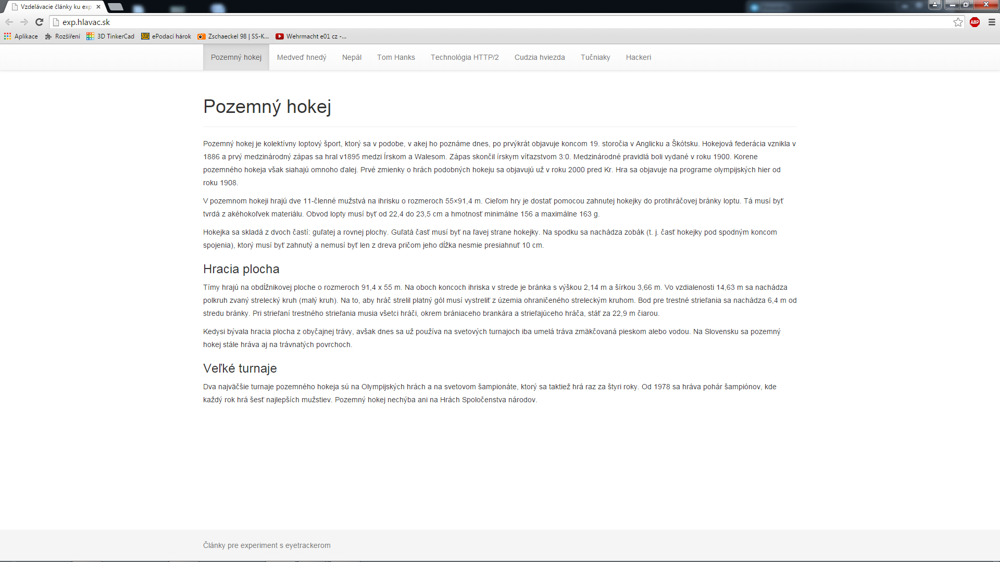 Vzdelávacie články ku exp
exp.hlavac.sk
ABP
Aplikace
Rozšíření
3D TinkerCad
ePodací hárok
Zschaeckel 98 | SS-K...
Wehrmacht e01 cz -...
Pozemný hokej
Medveď hnedý
Nepál
Tom Hanks
Technológia HTTP/2
Cudzia hviezda
Tučniaky
Hackeri
Pozemný hokej
Pozemný hokej je kolektívny loptový šport, ktorý sa v podobe, v akej ho poznáme dnes, po prvýkrát objavuje koncom 19. storočia v Anglicku a Škótsku. Hokejová federácia vznikla v
1886 a prvý medzinárodný zápas sa hral v1895 medzi Írskom a Walesom. Zápas skončil írskym víťazstvom 3:0. Medzinárodné pravidlá boli vydané v roku 1900. Korene
pozemného hokeja však siahajú omnoho ďalej. Prvé zmienky o hrách podobných hokeju sa objavujú už v roku 2000 pred Kr. Hra sa objavuje na programe olympijských hier od
roku 1908.
V pozemnom hokeji hrajú dve 11-členné mužstvá na ihrisku o rozmeroch 55×91,4 m. Cieľom hry je dostať pomocou zahnutej hokejky do protihráčovej bránky loptu. Tá musí byť
tvrdá z akéhokoľvek materiálu. Obvod lopty musí byť od 22,4 do 23,5 cm a hmotnosť minimálne 156 a maximálne 163 g.
Hokejka sa skladá z dvoch častí: guľatej a rovnej plochy. Guľatá časť musí byť na ľavej strane hokejky. Na spodku sa nachádza zobák (t. j. časť hokejky pod spodným koncom
spojenia), ktorý musí byť zahnutý a nemusí byť len z dreva pričom jeho dĺžka nesmie presiahnuť 10 cm.
Hracia plocha
Tímy hrajú na obdĺžnikovej ploche o rozmeroch 91,4 x 55 m. Na oboch koncoch ihriska v strede je bránka s výškou 2,14 m a šírkou 3,66 m. Vo vzdialenosti 14,63 m sa nachádza
polkruh zvaný strelecký kruh (malý kruh). Na to, aby hráč strelil platný gól musí vystreliť z územia ohraničeného streleckým kruhom. Bod pre trestné strieľania sa nachádza 6,4 m od
stredu bránky. Pri strieľaní trestného strieľania musia všetci hráči, okrem brániaceho brankára a strieľajúceho hráča, stáť za 22,9 m čiarou.
Kedysi bývala hracia plocha z obyčajnej trávy, avšak dnes sa už používa na svetových turnajoch iba umelá tráva zmäkčovaná pieskom alebo vodou. Na Slovensku sa pozemný
hokej stále hráva aj na trávnatých povrchoch.
Veľké turnaje
Dva najväčšie turnaje pozemného hokeja sú na Olympijských hrách a na svetovom šampionáte, ktorý sa taktiež hrá raz za štyri roky. Od 1978 sa hráva pohár šampiónov, kde
každý rok hrá šesť najlepších mužstiev. Pozemný hokej nechýba ani na Hrách Spoločenstva národov.
Články pre experiment s eyetrackerom